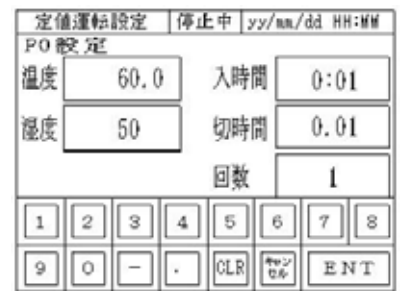 定値運転設定 停止中 yy/mm/dd HH:MM
PO設定
温度 60.0 入時間 0:01
湿度 50 切時間 0.01
回数 1
1 2 3 4 5 6 7 8
9 0 - . CLR キャンセル ENT